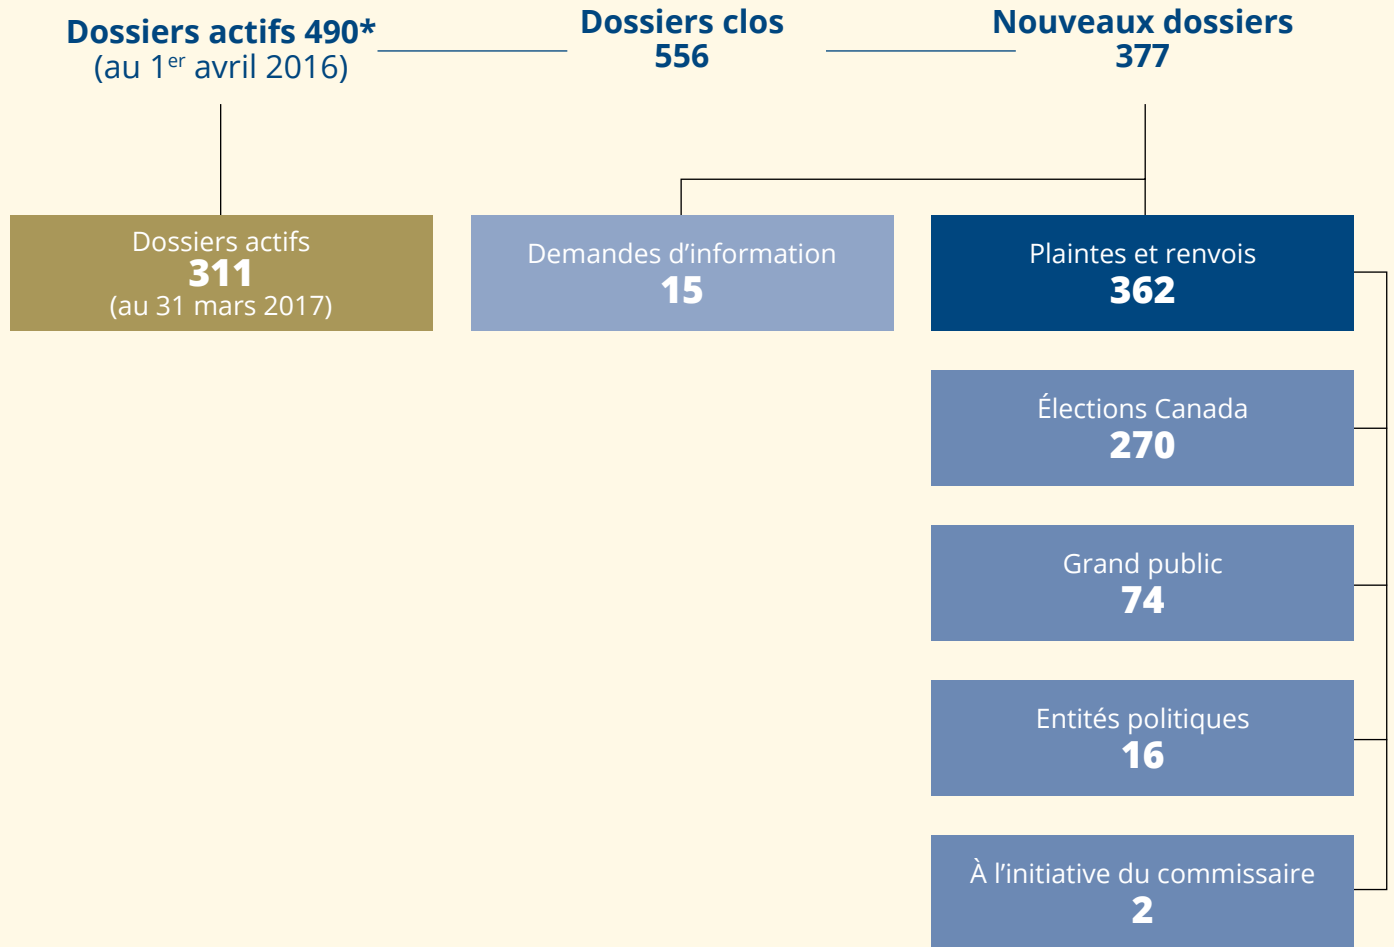 Dossiers actifs 490*
(au 1er avril 2016)
Dossiers clos
556
Nouveaux dossiers
377
Dossiers actifs
311
(au 31 mars 2017)
Demandes d’information
15
Plaintes et renvois
362
Élections Canada
270
Grand public
74
Entités politiques
16
À l’initiative du commissaire
2